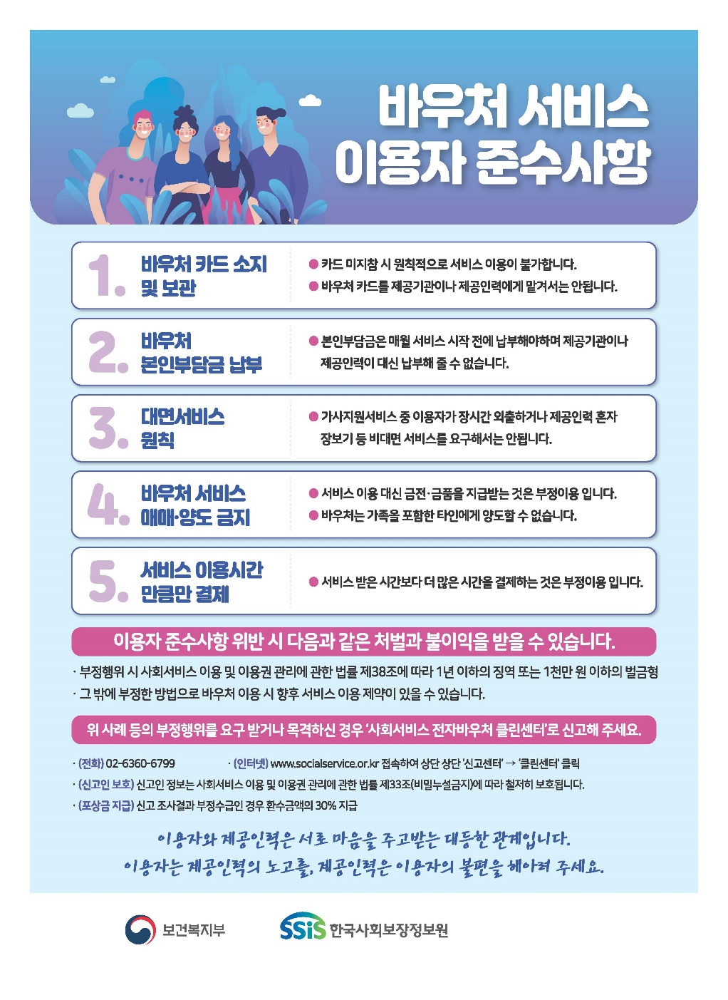 바우처 서비스
이용자 준수사항
1. 바우처 카드 소지
및 보관
● 카드 미지참 시 원칙적으로 서비스 이용이 불가합니다.
● 바우처 카드를 제공기관이나 제공인력에게 맡겨서는 안됩니다.
2. 바우처
본인부담금 납부
● 본인부담금은 매월 서비스 시작 전에 납부해야하며 제공기관이나
제공인력이 대신 납부해 줄 수 없습니다.
3. 대면서비스
원칙
● 가사지원서비스 중 이용자가 장시간 외출하거나 제공인력 혼자
장보기 등 비대면 서비스를 요구해서는 안됩니다.
4. 바우처 서비스
매매·양도 금지
● 서비스 이용 대신 금전·금품을 지급받는 것은 부정이용 입니다.
● 바우처는 가족을 포함한 타인에게 양도할 수 없습니다.
5. 서비스 이용시간
만큼만 결제
● 서비스 받은 시간보다 더 많은 시간을 결제하는 것은 부정이용 입니다.
이용자 준수사항 위반 시 다음과 같은 처벌과 불이익을 받을 수 있습니다.
· 부정행위 시 사회서비스 이용 및 이용권 관리에 관한 법률 제38조에 따라 1년 이하의 징역 또는 1천만 원 이하의 벌금형
· 그 밖에 부정한 방법으로 바우처 이용 시 향후 서비스 이용 제약이 있을 수 있습니다.
위 사례 등의 부정행위를 요구 받거나 목격하신 경우 '사회서비스 전자바우처 클린센터'로 신고해 주세요.
· (전화) 02-6360-6799 · (인터넷) www.socialservice.or.kr 접속하여 상단 상단 '신고센터' → '클린센터' 클릭
· (신고인 보호) 신고인 정보는 사회서비스 이용 및 이용권 관리에 관한 법률 제33조(비밀누설금지)에 따라 철저히 보호됩니다.
· (포상금 지급) 신고 조사결과 부정수급인 경우 환수금액의 30% 지급
이용자와 제공인력은 서로 마음을 주고받는 대등한 관계입니다.
이용자는 제공인력의 노고를, 제공인력은 이용자의 불편을 헤아려 주세요.
보건복지부
SSiS 한국사회보장정보원